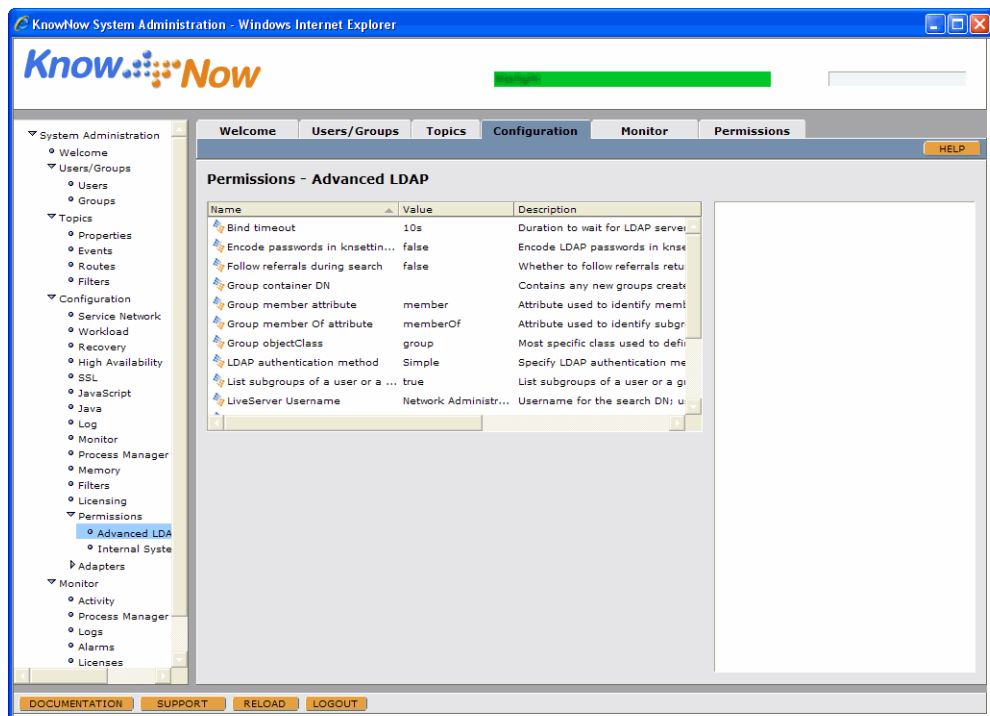 KnowNow System Administration - Windows Internet Explorer
Know Now
Welcome Users/Groups Topics Configuration Monitor Permissions
HELP
System Administration
Welcome
Users/Groups
Users
Groups
Topics
Properties
Events
Routes
Filters
Configuration
Service Network
Workload
Recovery
High Availability
SSL
JavaScript
Java
Log
Monitor
Process Manager
Memory
Filters
Licensing
Permissions
Advanced LDA
Internal Syste
Adapters
Monitor
Activity
Process Manager
Logs
Alarms
Licenses
Permissions - Advanced LDAP
Name Value Description
Bind timeout 10s Duration to wait for LDAP server
Encode passwords in knsettin... false Encode LDAP passwords in knse
Follow referrals during search false Whether to follow referrals retu
Group container DN Contains any new groups create
Group member attribute member Attribute used to identify memb
Group member Of attribute memberOf Attribute used to identify subgr
Group objectClass group Most specific class used to defi
LDAP authentication method Simple Specify LDAP authentication me
List subgroups of a user or a ... true List subgroups of a user or a g
LiveServer Username Network Administr... Username for the search DN; u
DOCUMENTATION SUPPORT RELOAD LOGOUT